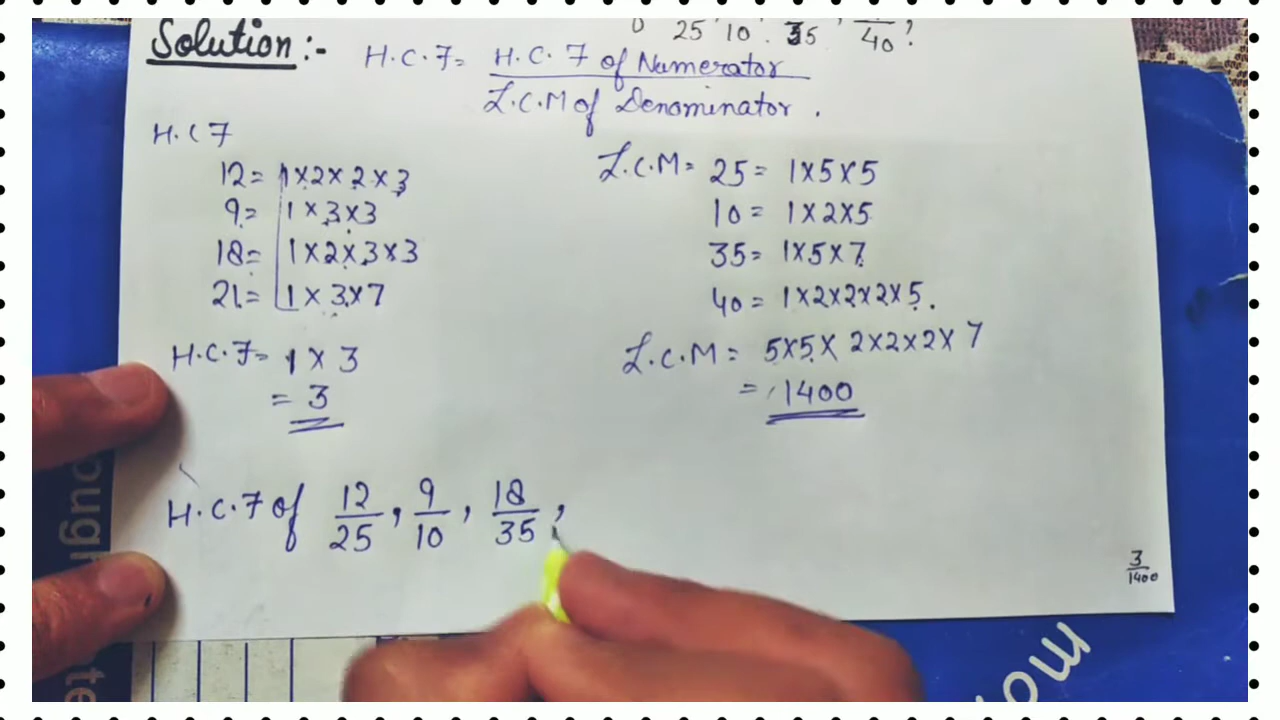 25 , 10 , 35 , 40 ?
Solution :-
H.C.F = H.C.F of Numerator
L.C.M of Denominator .
H.C F
12= 1×2×2×3
9= 1×3×3
18= 1×2×3×3
21= 1×3×7
H.C.F= 1×3
= 3
L.C.M= 25= 1×5×5
10= 1×2×5
35= 1×5×7
40= 1×2×2×2×5.
L.C.M= 5×5×2×2×2×7
= 1400
H.C.F of 12/25 , 9/10 , 18/35 ,
3/1400
ough
te
mo